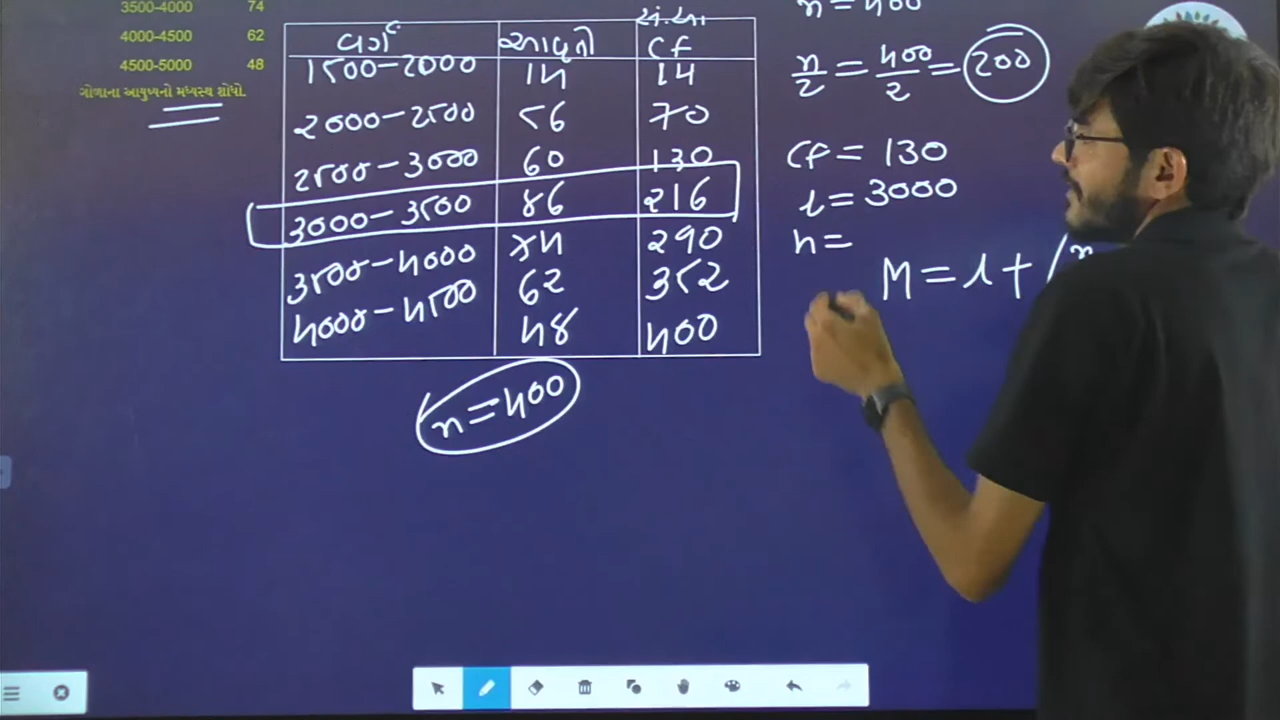 3500-4000 74
4000-4500 62
4500-5000 48
ગોળાના આયુષ્યનો મધ્યસ્થ શોધો.
વર્ગ આવૃત્તી cf
1500-2000 14 14
2000-2500 56 70
2500-3000 60 130
3000-3500 86 216
3500-4000 74 290
4000-4500 62 352
48 400
n=400
n=400
n/2 = 400/2 = 200
cf = 130
l = 3000
h =
M = l + (n